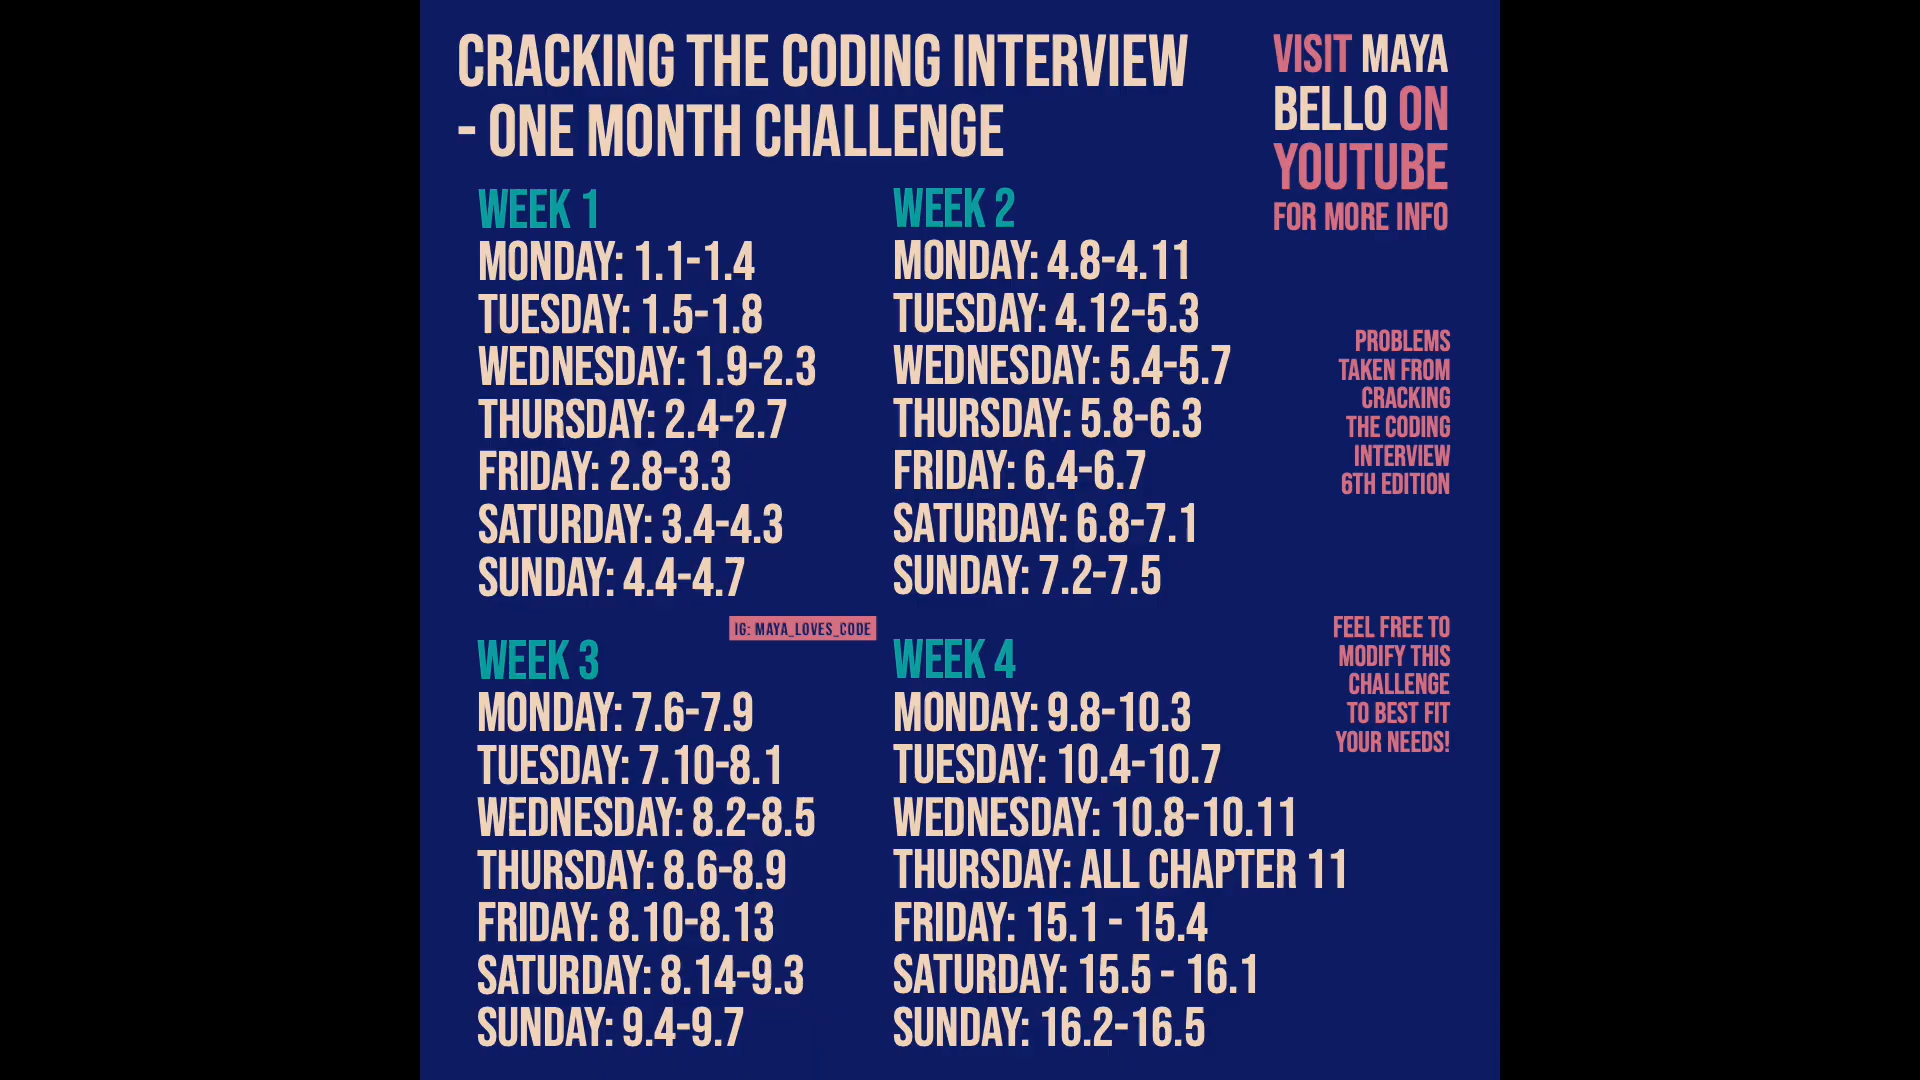 CRACKING THE CODING INTERVIEW
- ONE MONTH CHALLENGE
VISIT MAYA
BELLO ON
YOUTUBE
FOR MORE INFO
WEEK 1
MONDAY: 1.1-1.4
TUESDAY: 1.5-1.8
WEDNESDAY: 1.9-2.3
THURSDAY: 2.4-2.7
FRIDAY: 2.8-3.3
SATURDAY: 3.4-4.3
SUNDAY: 4.4-4.7
WEEK 2
MONDAY: 4.8-4.11
TUESDAY: 4.12-5.3
WEDNESDAY: 5.4-5.7
THURSDAY: 5.8-6.3
FRIDAY: 6.4-6.7
SATURDAY: 6.8-7.1
SUNDAY: 7.2-7.5
PROBLEMS
TAKEN FROM
CRACKING
THE CODING
INTERVIEW
6TH EDITION
IG: MAYA_LOVES_CODE
WEEK 3
MONDAY: 7.6-7.9
TUESDAY: 7.10-8.1
WEDNESDAY: 8.2-8.5
THURSDAY: 8.6-8.9
FRIDAY: 8.10-8.13
SATURDAY: 8.14-9.3
SUNDAY: 9.4-9.7
WEEK 4
MONDAY: 9.8-10.3
TUESDAY: 10.4-10.7
WEDNESDAY: 10.8-10.11
THURSDAY: ALL CHAPTER 11
FRIDAY: 15.1 - 15.4
SATURDAY: 15.5 - 16.1
SUNDAY: 16.2-16.5
FEEL FREE TO
MODIFY THIS
CHALLENGE
TO BEST FIT
YOUR NEEDS!